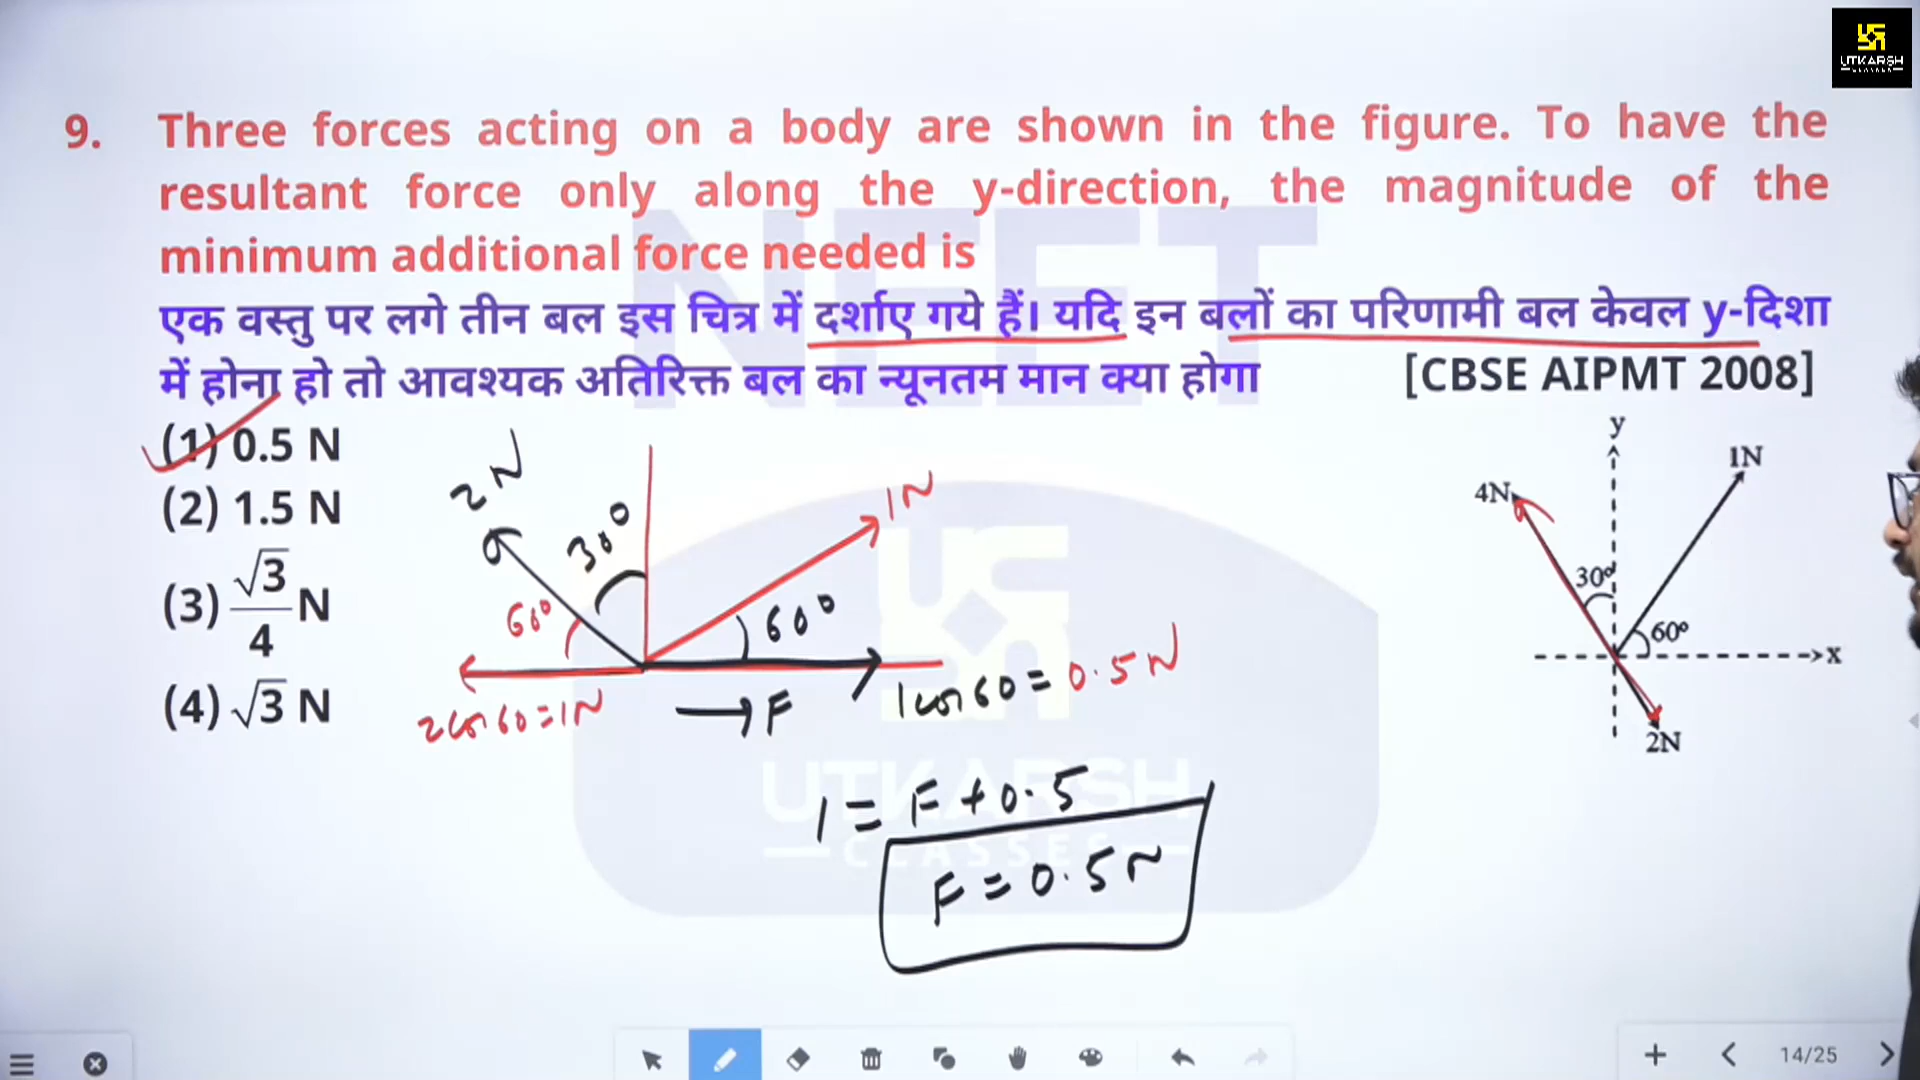 UTKARSH
CLASSES
9. Three forces acting on a body are shown in the figure. To have the
resultant force only along the y-direction, the magnitude of the
minimum additional force needed is
एक वस्तु पर लगे तीन बल इस चित्र में दर्शाए गये हैं। यदि इन बलों का परिणामी बल केवल y-दिशा
में होना हो तो आवश्यक अतिरिक्त बल का न्यूनतम मान क्या होगा [CBSE AIPMT 2008]
(1) 0.5 N
(2) 1.5 N
(3) √3/4 N
(4) √3 N
2N
30°
60°
1N
60°
2cos60=1N
→F
1cos60= 0.5N
1 = F+0.5
F=0.5N
y
1N
4N
30°
60°
x
2N
NEET
UTKARSH
CLASSES
14/25